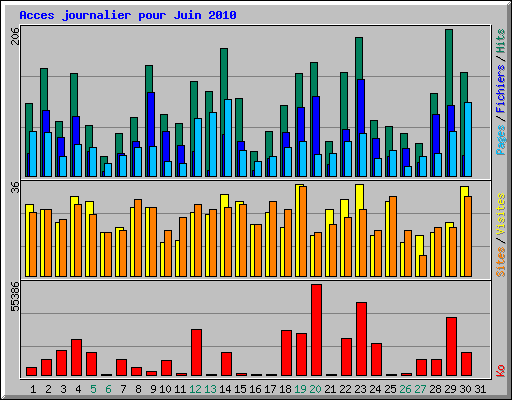 Acces journalier pour Juin 2010
206
Pages / Fichiers / Hits
36
Sites / Visites
55386
Ko
1 2 3 4 5 6 7 8 9 10 11 12 13 14 15 16 17 18 19 20 21 22 23 24 25 26 27 28 29 30 31